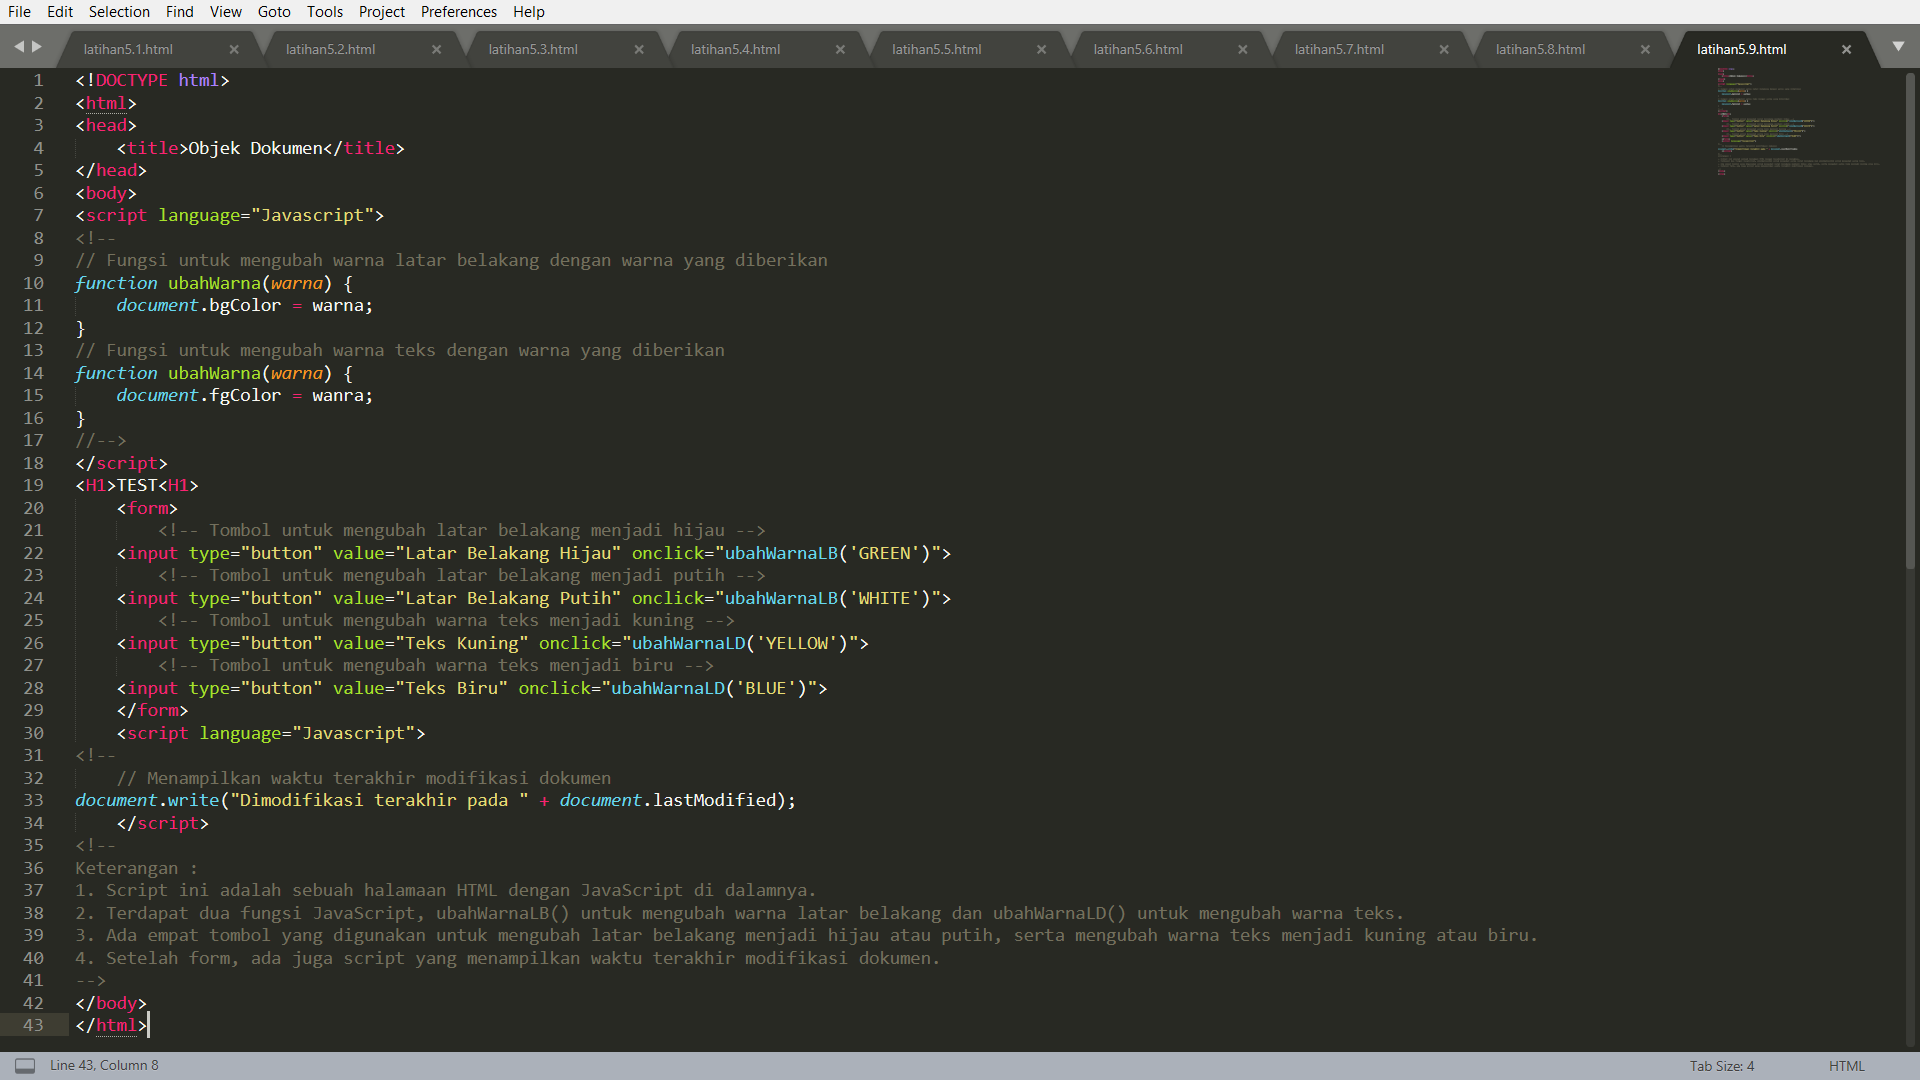 File Edit Selection Find View Goto Tools Project Preferences Help
latihan5.1.html × latihan5.2.html × latihan5.3.html × latihan5.4.html × latihan5.5.html × latihan5.6.html × latihan5.7.html × latihan5.8.html × latihan5.9.html ×
1 <!DOCTYPE html>
2 <html>
3 <head>
4     <title>Objek Dokumen</title>
5 </head>
6 <body>
7 <script language="Javascript">
8 <!--
9 // Fungsi untuk mengubah warna latar belakang dengan warna yang diberikan
10 function ubahWarna(warna) {
11     document.bgColor = warna;
12 }
13 // Fungsi untuk mengubah warna teks dengan warna yang diberikan
14 function ubahWarna(warna) {
15     document.fgColor = wanra;
16 }
17 //-->
18 </script>
19 <H1>TEST<H1>
20     <form>
21         <!-- Tombol untuk mengubah latar belakang menjadi hijau -->
22     <input type="button" value="Latar Belakang Hijau" onclick="ubahWarnaLB('GREEN')">
23         <!-- Tombol untuk mengubah latar belakang menjadi putih -->
24     <input type="button" value="Latar Belakang Putih" onclick="ubahWarnaLB('WHITE')">
25         <!-- Tombol untuk mengubah warna teks menjadi kuning -->
26     <input type="button" value="Teks Kuning" onclick="ubahWarnaLD('YELLOW')">
27         <!-- Tombol untuk mengubah warna teks menjadi biru -->
28     <input type="button" value="Teks Biru" onclick="ubahWarnaLD('BLUE')">
29     </form>
30     <script language="Javascript">
31 <!--
32     // Menampilkan waktu terakhir modifikasi dokumen
33 document.write("Dimodifikasi terakhir pada " + document.lastModified);
34     </script>
35 <!--
36 Keterangan :
37 1. Script ini adalah sebuah halamaan HTML dengan JavaScript di dalamnya.
38 2. Terdapat dua fungsi JavaScript, ubahWarnaLB() untuk mengubah warna latar belakang dan ubahWarnaLD() untuk mengubah warna teks.
39 3. Ada empat tombol yang digunakan untuk mengubah latar belakang menjadi hijau atau putih, serta mengubah warna teks menjadi kuning atau biru.
40 4. Setelah form, ada juga script yang menampilkan waktu terakhir modifikasi dokumen.
41 -->
42 </body>
43 </html>
Line 43, Column 8 Tab Size: 4 HTML